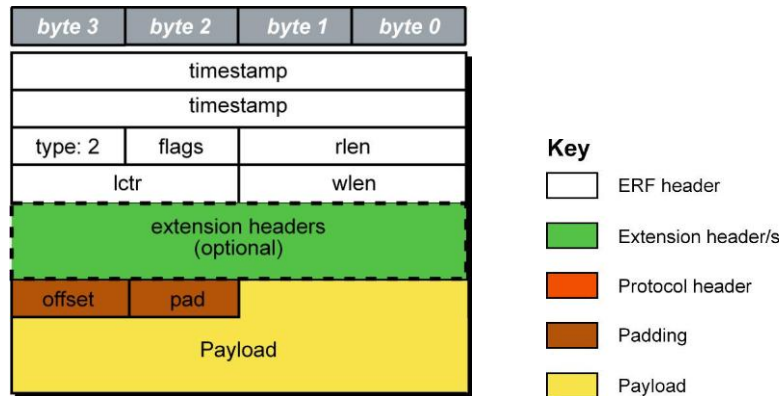 byte 3 byte 2 byte 1 byte 0
timestamp
timestamp
type: 2 flags rlen
lctr wlen
extension headers
(optional)
offset pad
Payload
Key
ERF header
Extension header/s
Protocol header
Padding
Payload